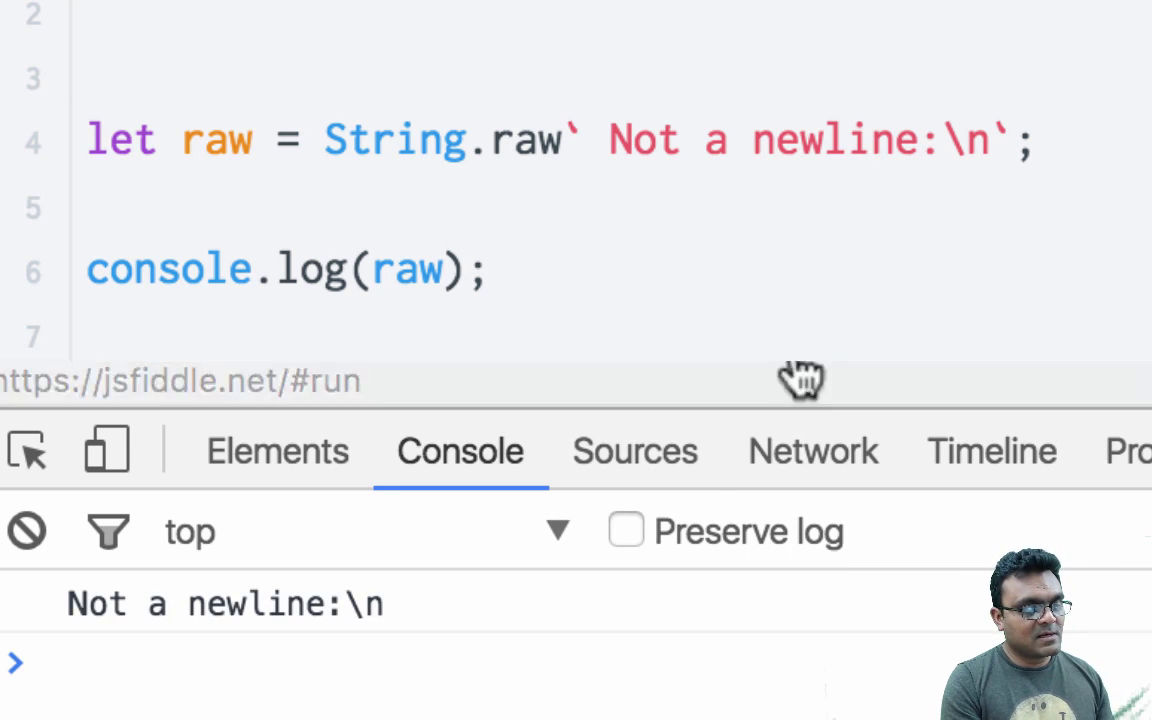 2
3
4 let raw = String.raw` Not a newline:\n`;
5
6 console.log(raw);
7
https://jsfiddle.net/#run
Elements Console Sources Network Timeline Pro
top Preserve log
Not a newline:\n
>